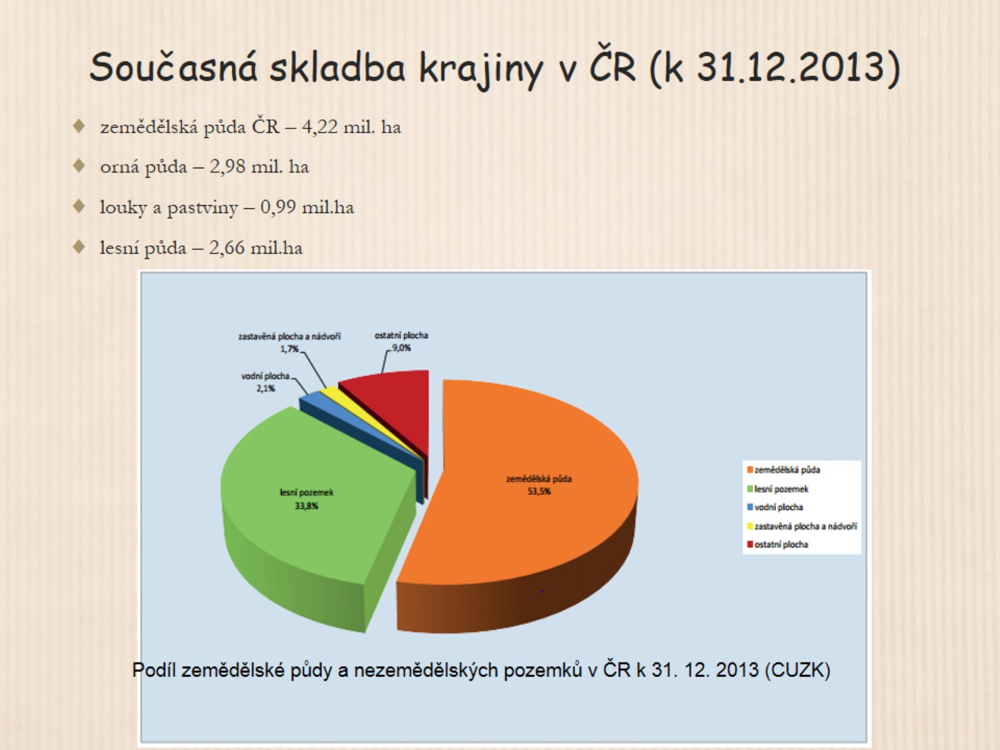 Současná skladba krajiny v ČR (k 31.12.2013)
zemědělská půda ČR – 4,22 mil. ha
orná půda – 2,98 mil. ha
louky a pastviny – 0,99 mil.ha
lesní půda – 2,66 mil.ha
zastavěná plocha a nádvoří
1,7%
ostatní plocha
9,0%
vodní plocha
2,1%
lesní pozemek
33,8%
zemědělská půda
53,5%
zemědělská půda
lesní pozemek
vodní plocha
zastavěná plocha a nádvoří
ostatní plocha
Podíl zemědělské půdy a nezemědělských pozemků v ČR k 31. 12. 2013 (CUZK)